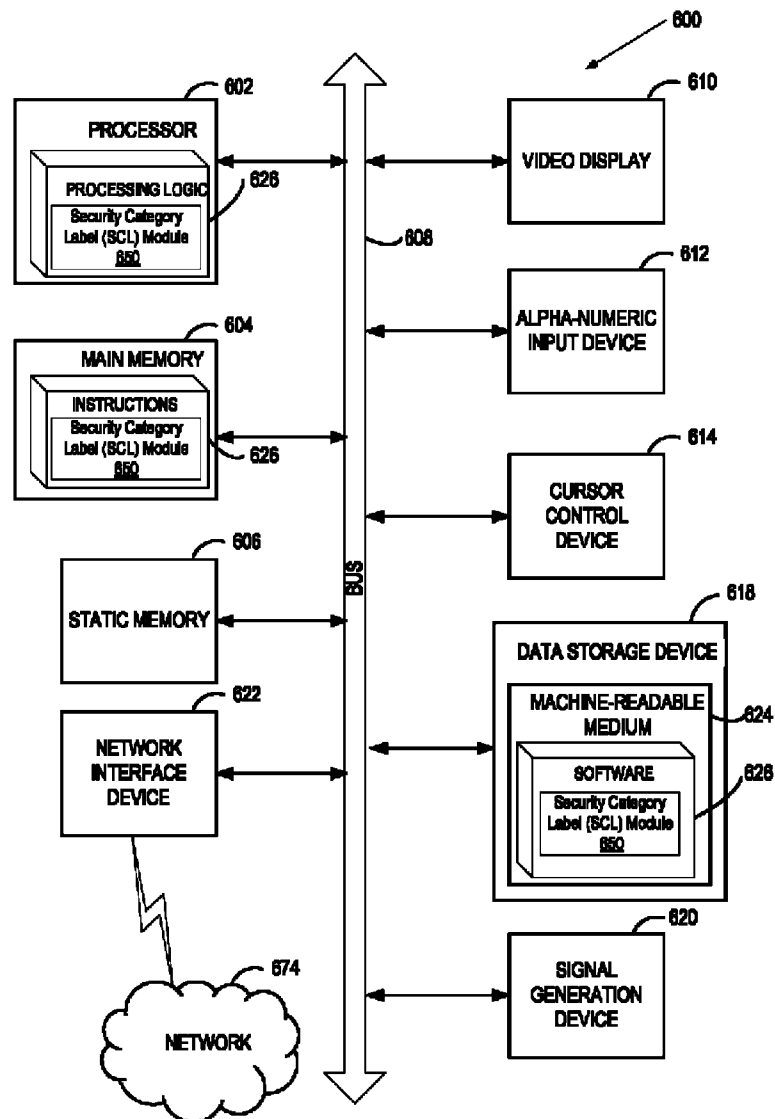 600
602
PROCESSOR
PROCESSING LOGIC
626
Security Category
Label (SCL) Module
650
604
MAIN MEMORY
INSTRUCTIONS
Security Category
Label (SCL) Module
650
626
606
STATIC MEMORY
622
NETWORK
INTERFACE
DEVICE
674
NETWORK
608
BUS
610
VIDEO DISPLAY
612
ALPHA-NUMERIC
INPUT DEVICE
614
CURSOR
CONTROL
DEVICE
618
DATA STORAGE DEVICE
MACHINE-READABLE
MEDIUM
624
SOFTWARE
626
Security Category
Label (SCL) Module
650
620
SIGNAL
GENERATION
DEVICE